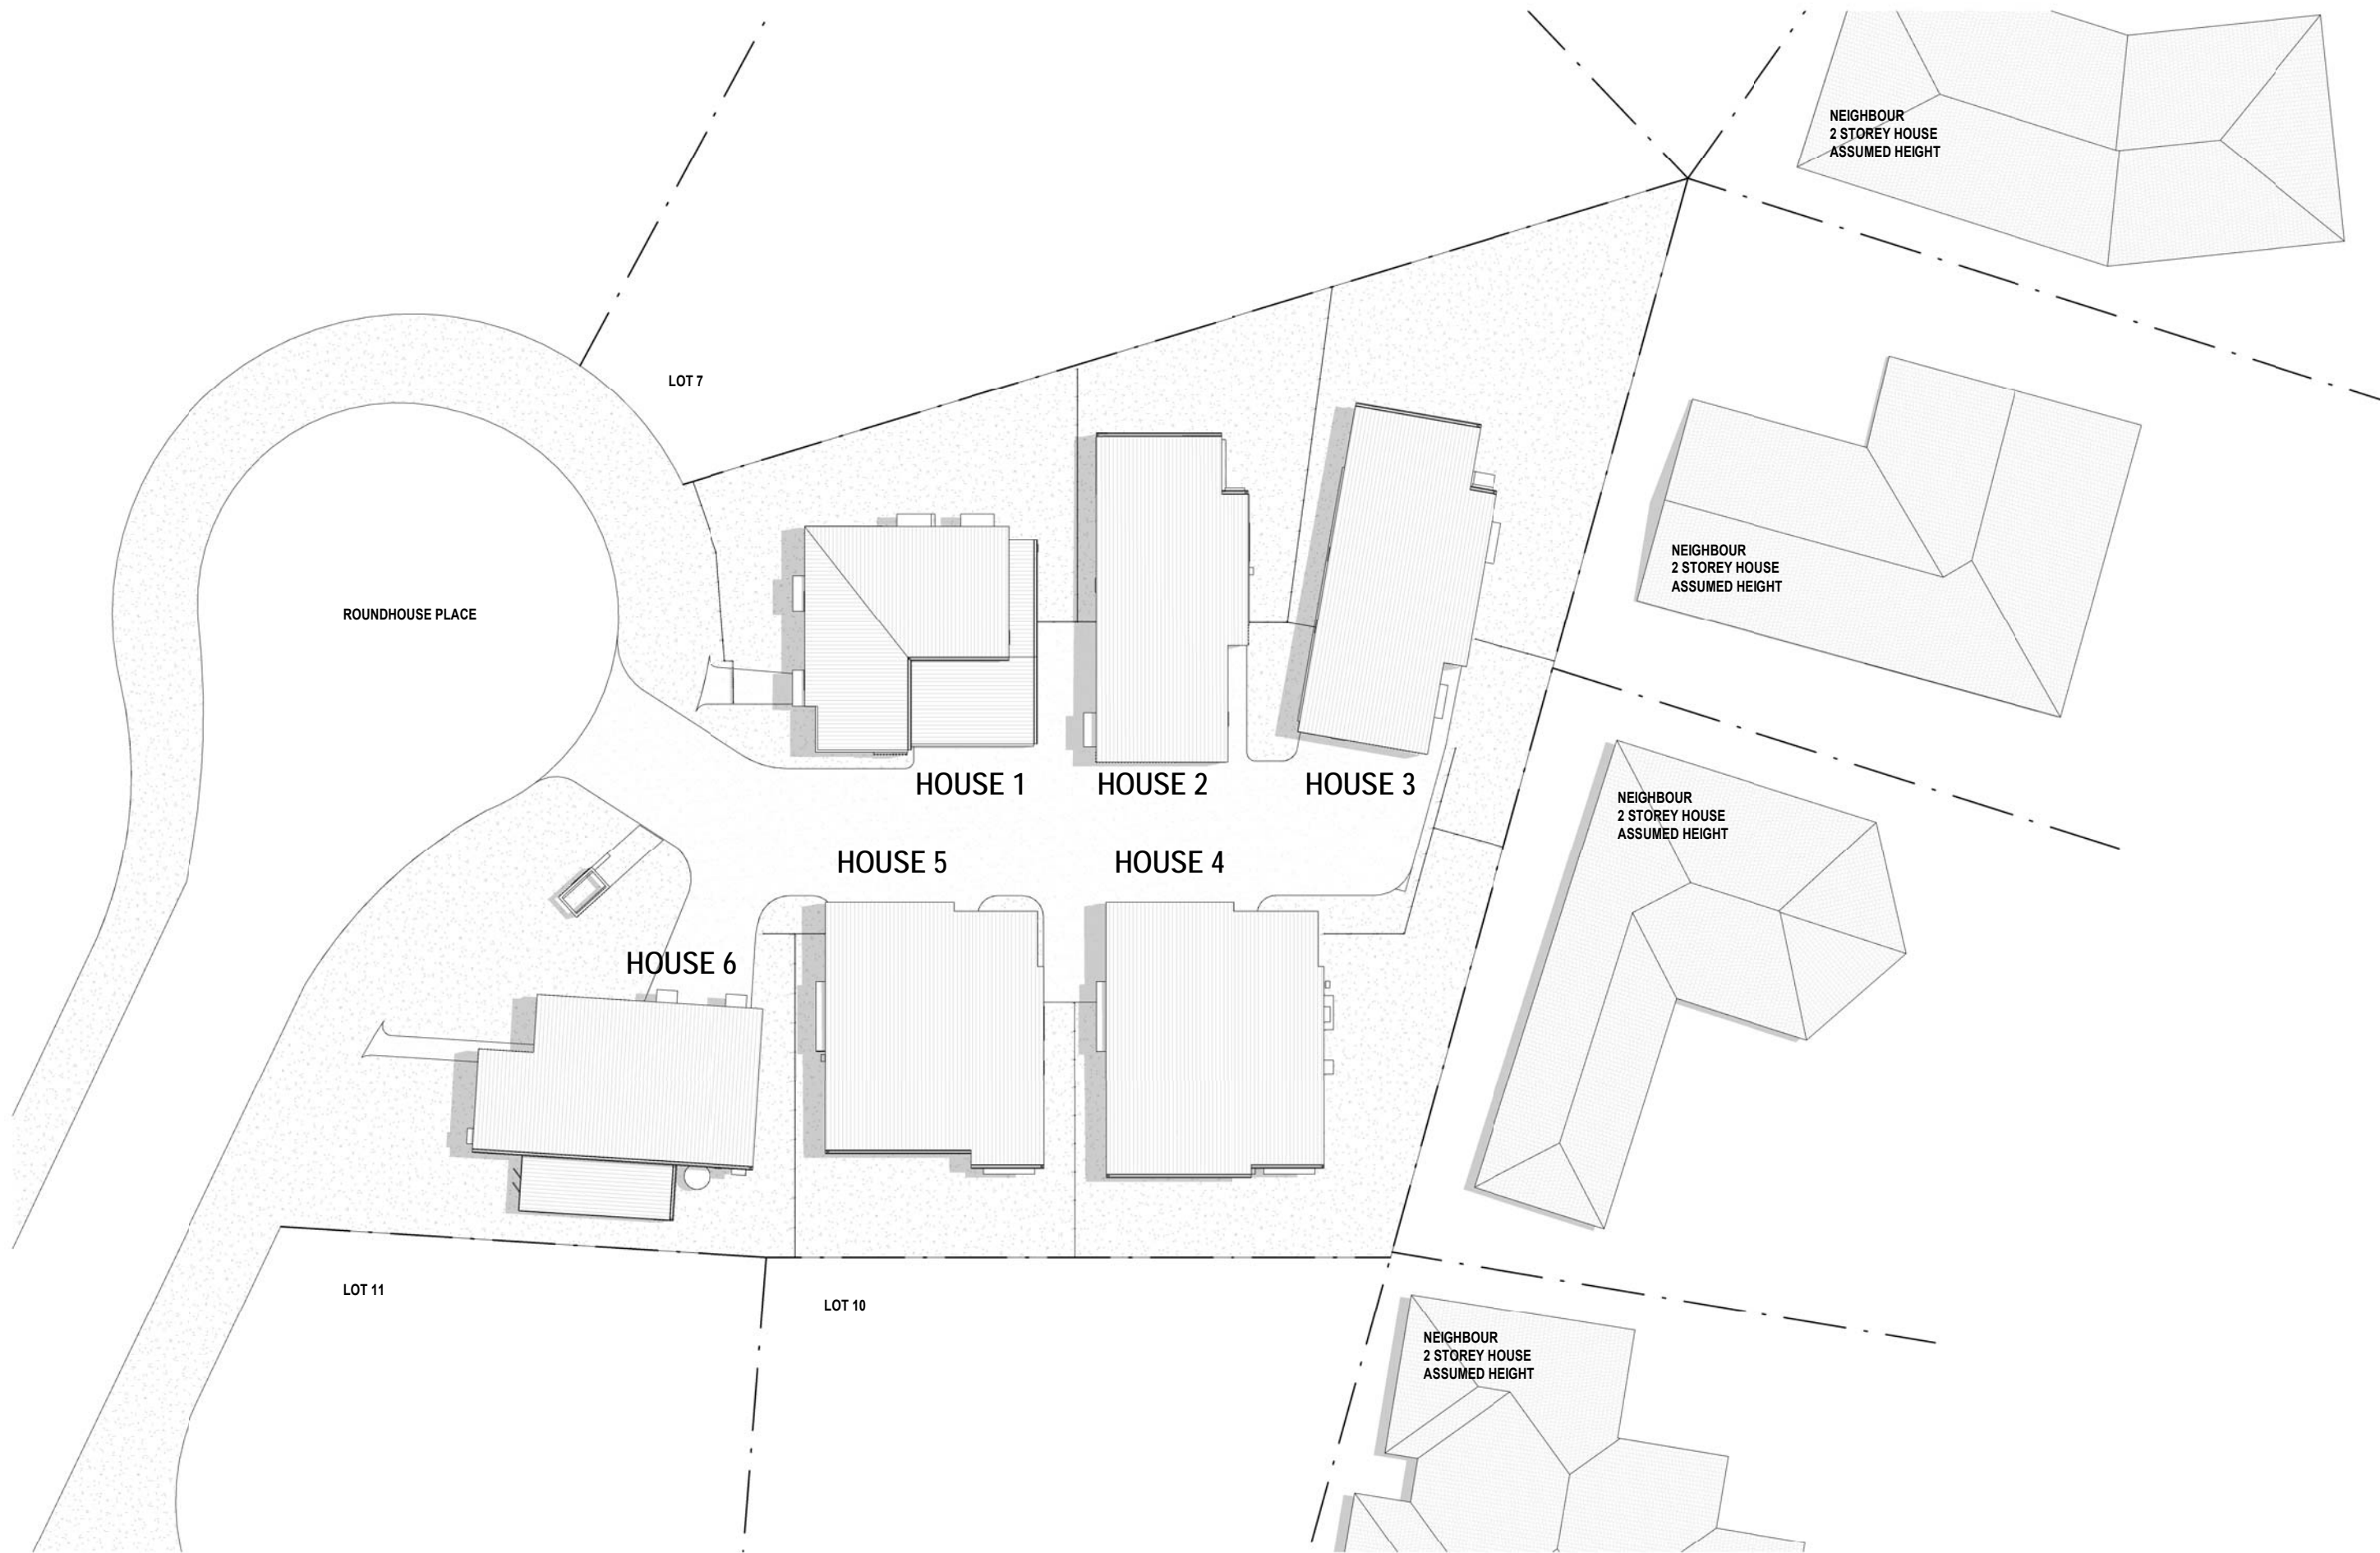 NEIGHBOUR
2 STOREY HOUSE
ASSUMED HEIGHT
LOT 7
NEIGHBOUR
2 STOREY HOUSE
ASSUMED HEIGHT
ROUNDHOUSE PLACE
HOUSE 1
HOUSE 2
HOUSE 3
NEIGHBOUR
2 STOREY HOUSE
ASSUMED HEIGHT
HOUSE 5
HOUSE 4
HOUSE 6
LOT 11
LOT 10
NEIGHBOUR
2 STOREY HOUSE
ASSUMED HEIGHT